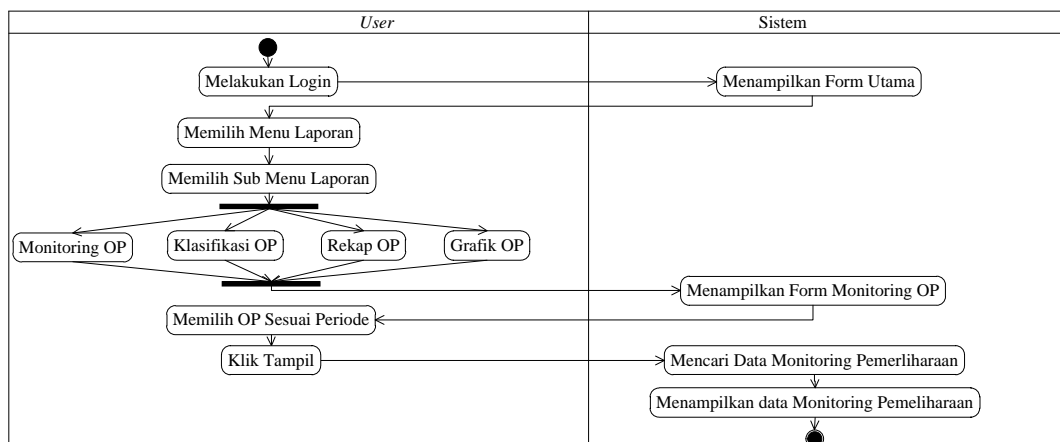 User
Sistem
Melakukan Login
Menampilkan Form Utama
Memilih Menu Laporan
Memilih Sub Menu Laporan
Monitoring OP
Klasifikasi OP
Rekap OP
Grafik OP
Menampilkan Form Monitoring OP
Memilih OP Sesuai Periode
Klik Tampil
Mencari Data Monitoring Pemerliharaan
Menampilkan data Monitoring Pemeliharaan